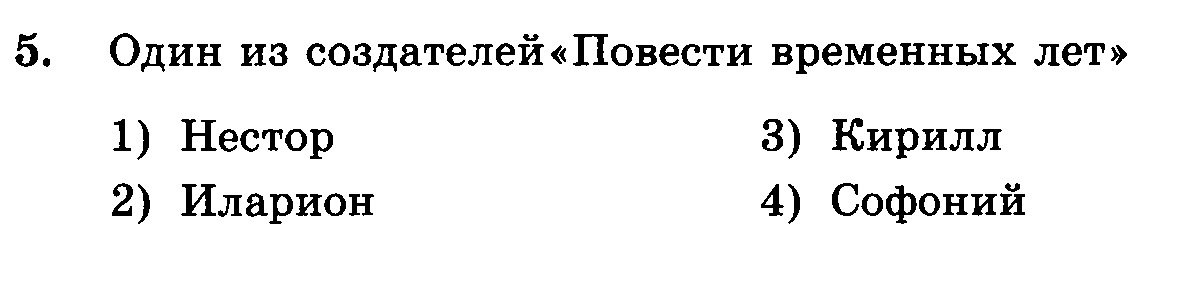 5. Один из создателей«Повести временных лет»
1) Нестор 3) Кирилл
2) Иларион 4) Софоний